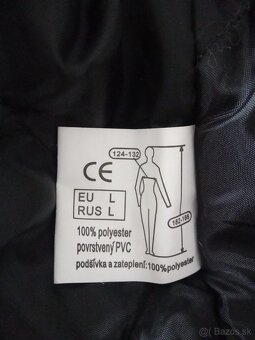 124-132
CE
EU L
RUS L
182-188
100% polyester
povrstvený PVC
podšívka a zateplení:100%polyester
Bazos.sk